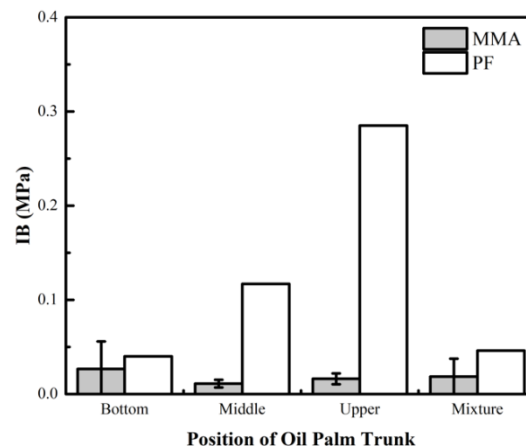 0.4
MMA
PF
0.3
0.2
0.1
0.0
IB (MPa)
Bottom Middle Upper Mixture
Position of Oil Palm Trunk